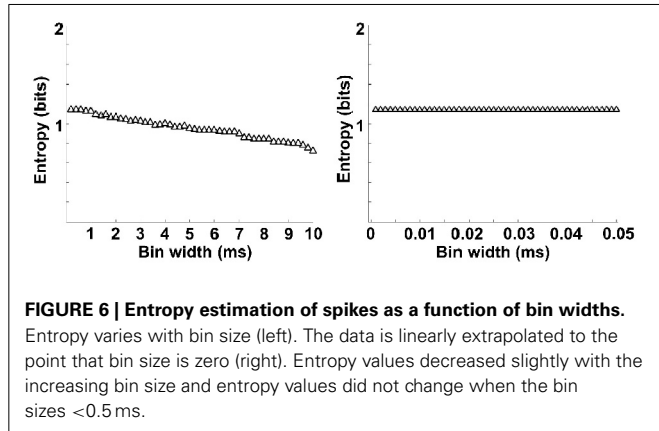 2
1
Entropy (bits)
1 2 3 4 5 6 7 8 9 10
Bin width (ms)
2
1
Entropy (bits)
0 0.01 0.02 0.03 0.04 0.05
Bin width (ms)
FIGURE 6 | Entropy estimation of spikes as a function of bin widths.
Entropy varies with bin size (left). The data is linearly extrapolated to the
point that bin size is zero (right). Entropy values decreased slightly with the
increasing bin size and entropy values did not change when the bin
sizes <0.5 ms.